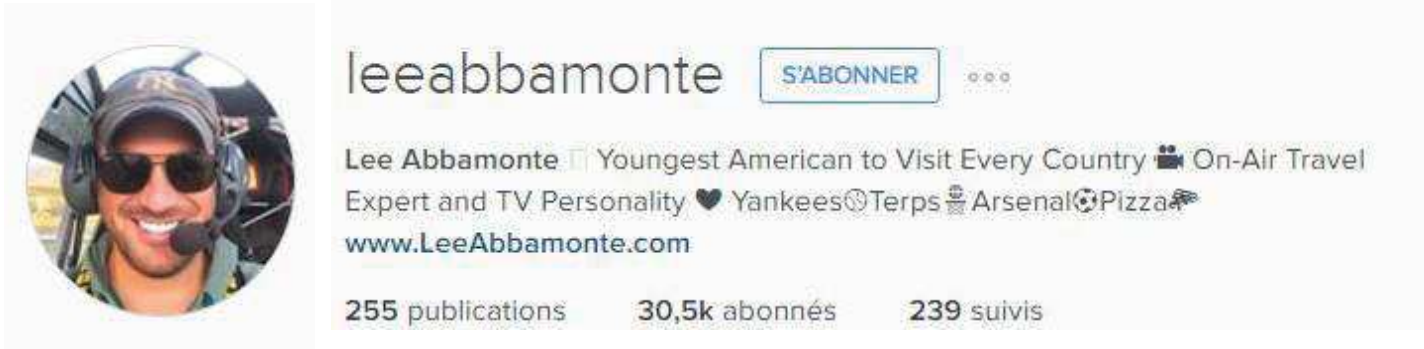 leeabbamonte S'ABONNER
Lee Abbamonte Youngest American to Visit Every Country 🎥 On-Air Travel
Expert and TV Personality ♥ Yankees⚾Terps🏀Arsenal⚽Pizza🍕
www.LeeAbbamonte.com
255 publications 30,5k abonnés 239 suivis